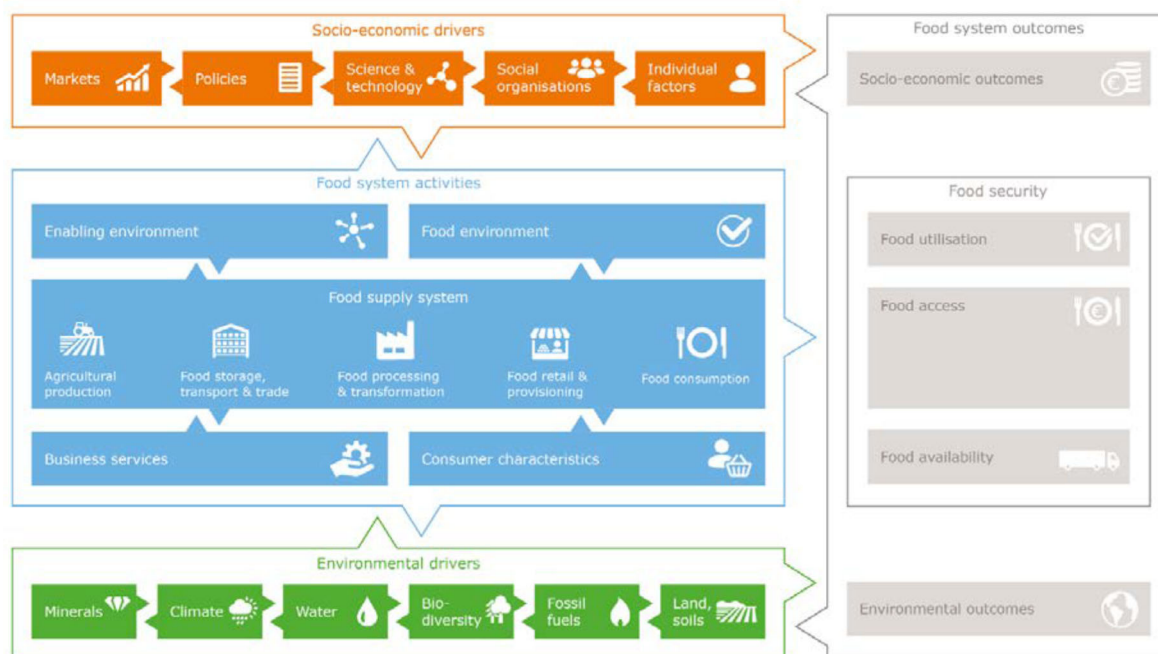 Socio-economic drivers
Markets
Policies
Science &
technology
Social
organisations
Individual
factors
Food system activities
Enabling environment
Food environment
Food supply system
Agricultural
production
Food storage,
transport & trade
Food processing
& transformation
Food retail &
provisioning
Food consumption
Business services
Consumer characteristics
Environmental drivers
Minerals
Climate
Water
Bio-
diversity
Fossil
fuels
Land,
soils
Food system outcomes
Socio-economic outcomes
€
Food security
Food utilisation
Food access
€
Food availability
Environmental outcomes